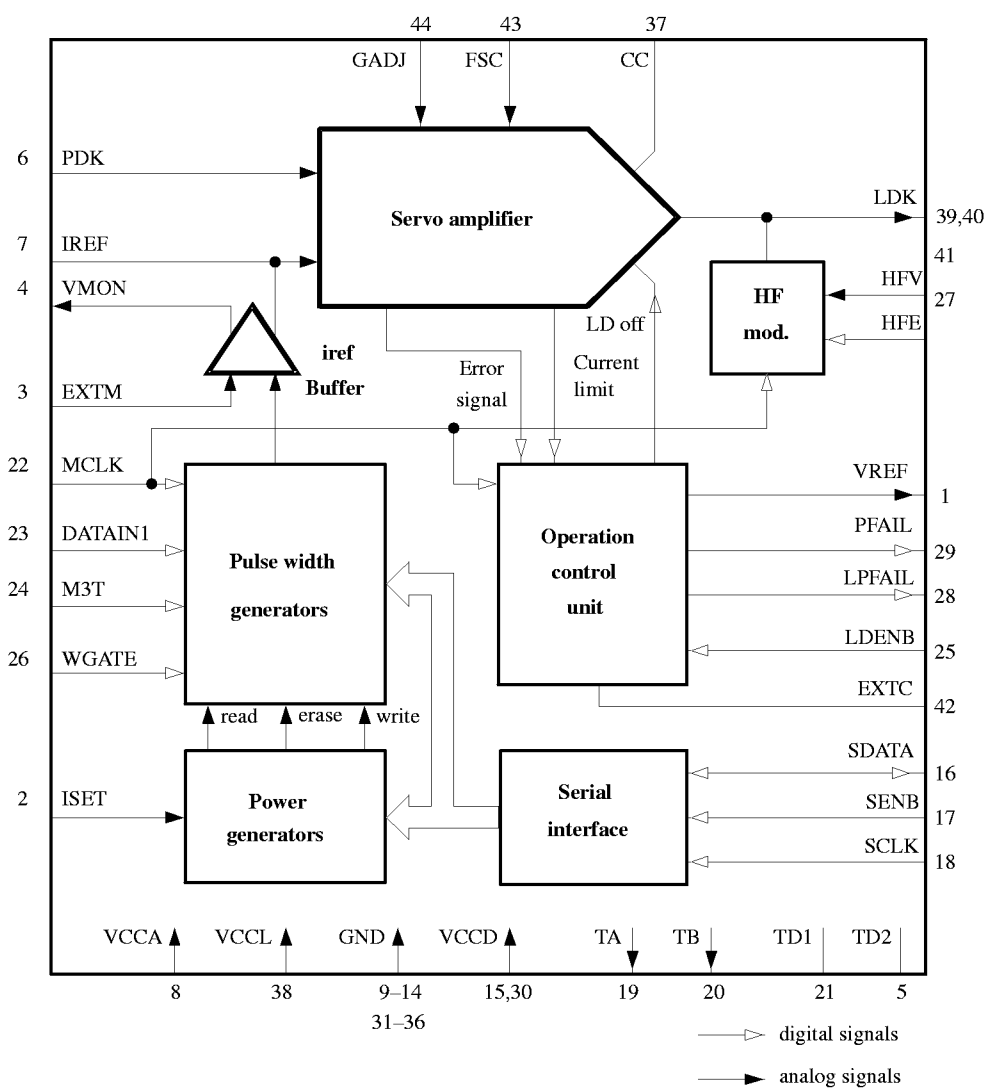 44 43 37
GADJ FSC CC
6 PDK
Servo amplifier
LDK
39,40
7 IREF
41
4 VMON
HF
mod.
HFV
27
HFE
LD off
iref
Buffer
Error
signal
Current
limit
3 EXTM
22 MCLK
VREF
1
23 DATAIN1
Pulse width
generators
Operation
control
unit
PFAIL
29
24 M3T
LPFAIL
28
26 WGATE
LDENB
25
EXTC
42
read erase write
2 ISET
Power
generators
Serial
interface
SDATA
16
SENB
17
SCLK
18
VCCA VCCL GND VCCD TA TB TD1 TD2
8 38 9–14 15,30 19 20 21 5
31–36
digital signals
analog signals